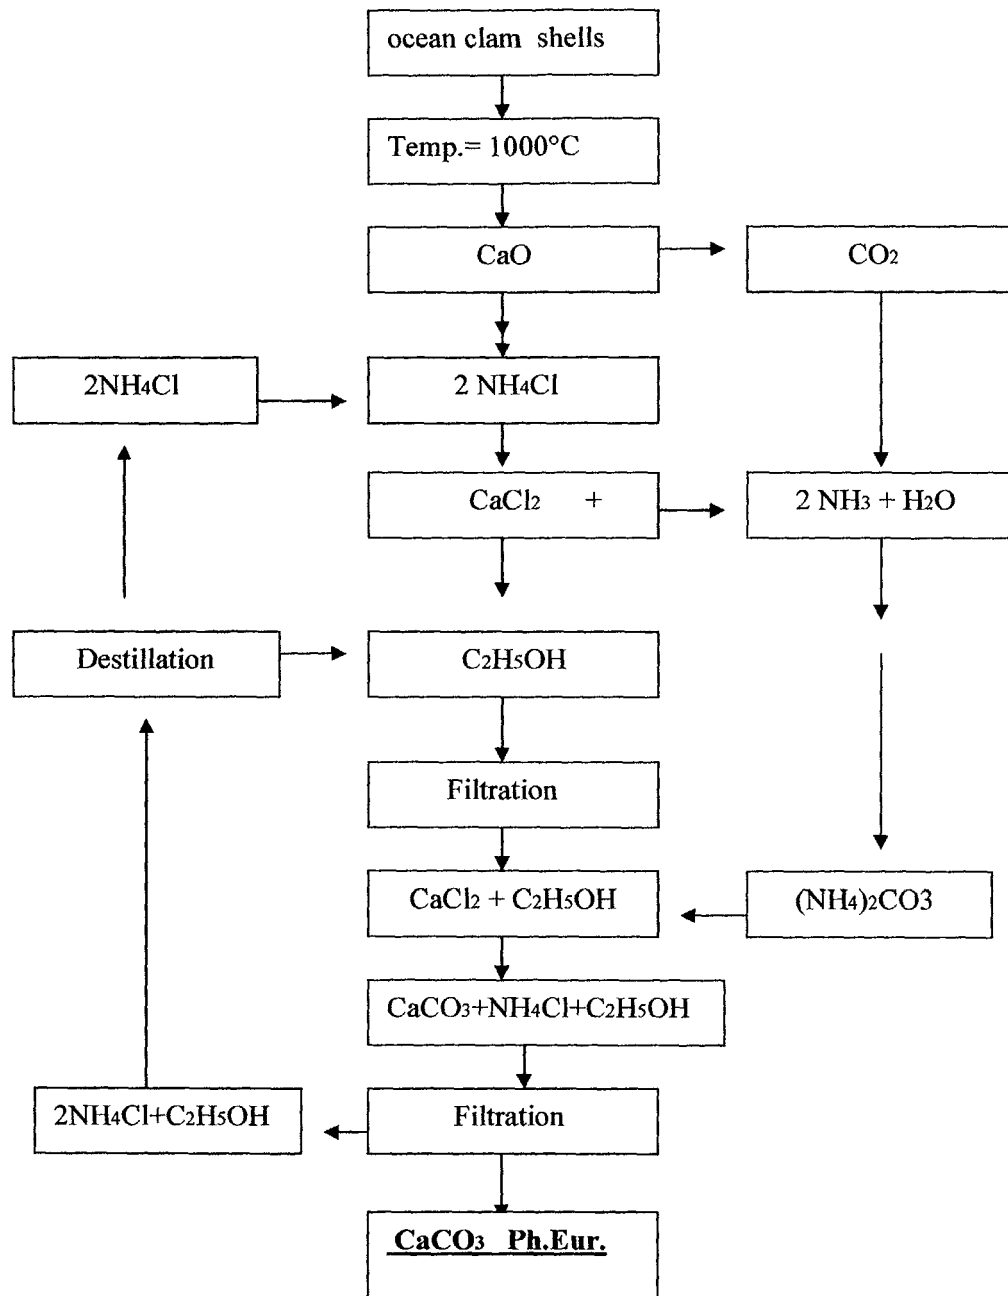 ocean clam shells
Temp.= 1000°C
CaO
CO2
2NH4Cl
2 NH4Cl
CaCl2 +
2 NH3 + H2O
Destillation
C2H5OH
Filtration
CaCl2 + C2H5OH
(NH4)2CO3
CaCO3+NH4Cl+C2H5OH
2NH4Cl+C2H5OH
Filtration
CaCO3 Ph.Eur.